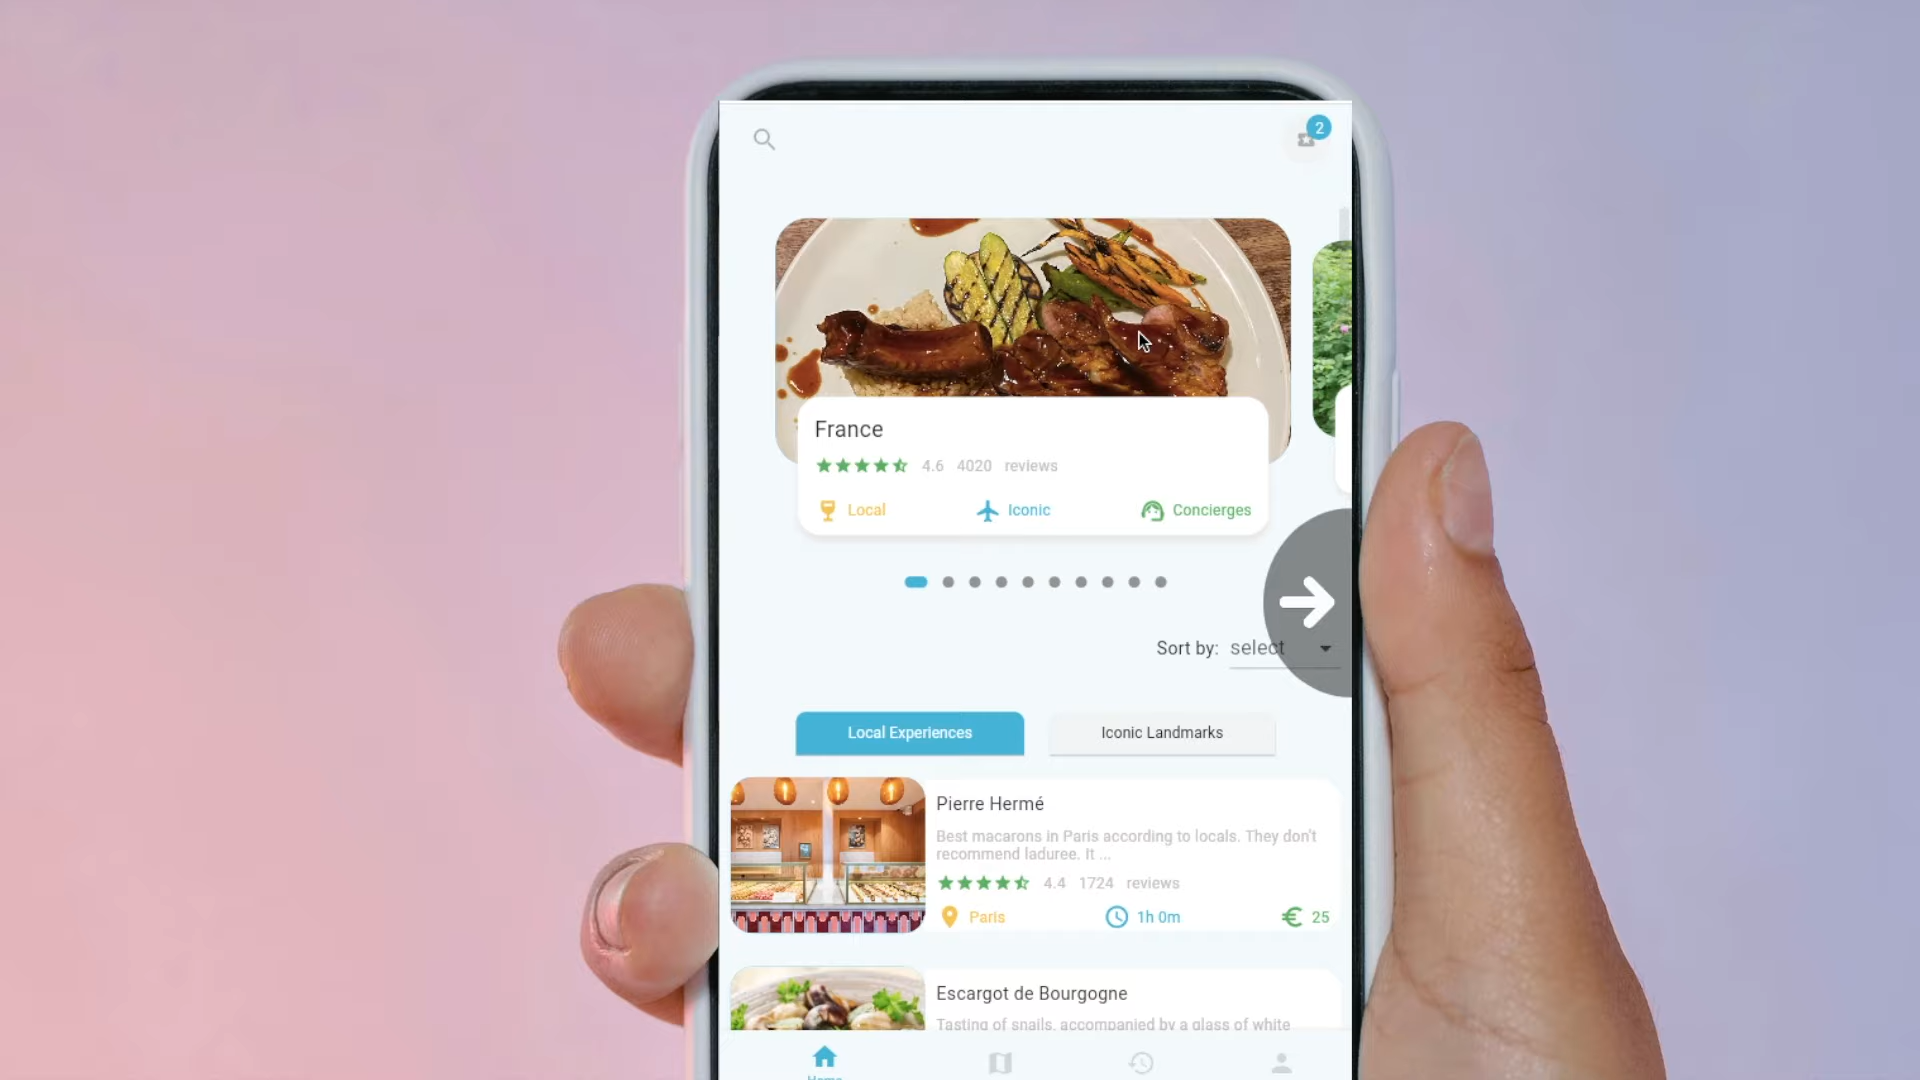 2
France
4.6 4020 reviews
Local Iconic Concierges
Sort by: select
Local Experiences Iconic Landmarks
Pierre Hermé
Best macarons in Paris according to locals. They don't
recommend laduree. It ...
4.4 1724 reviews
Paris 1h 0m € 25
Escargot de Bourgogne
Tasting of snails, accompanied by a glass of white
Home